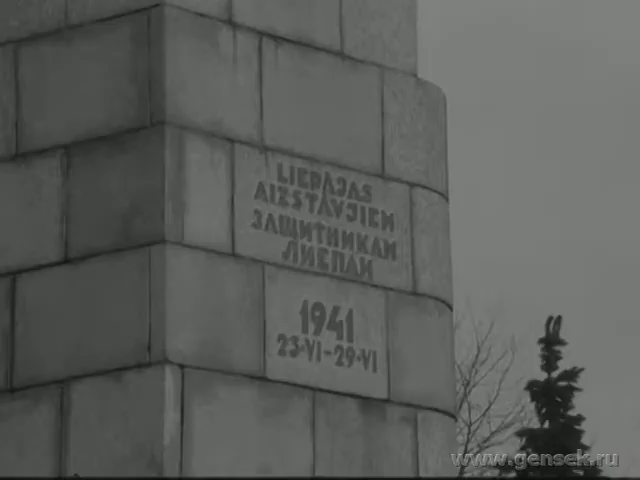 LIEPĀJAS
AIZSTĀVJIEM
ЗАЩИТНИКАМ
ЛИЕПАИ
1941
23·VI–29·VI
www.gensek.ru